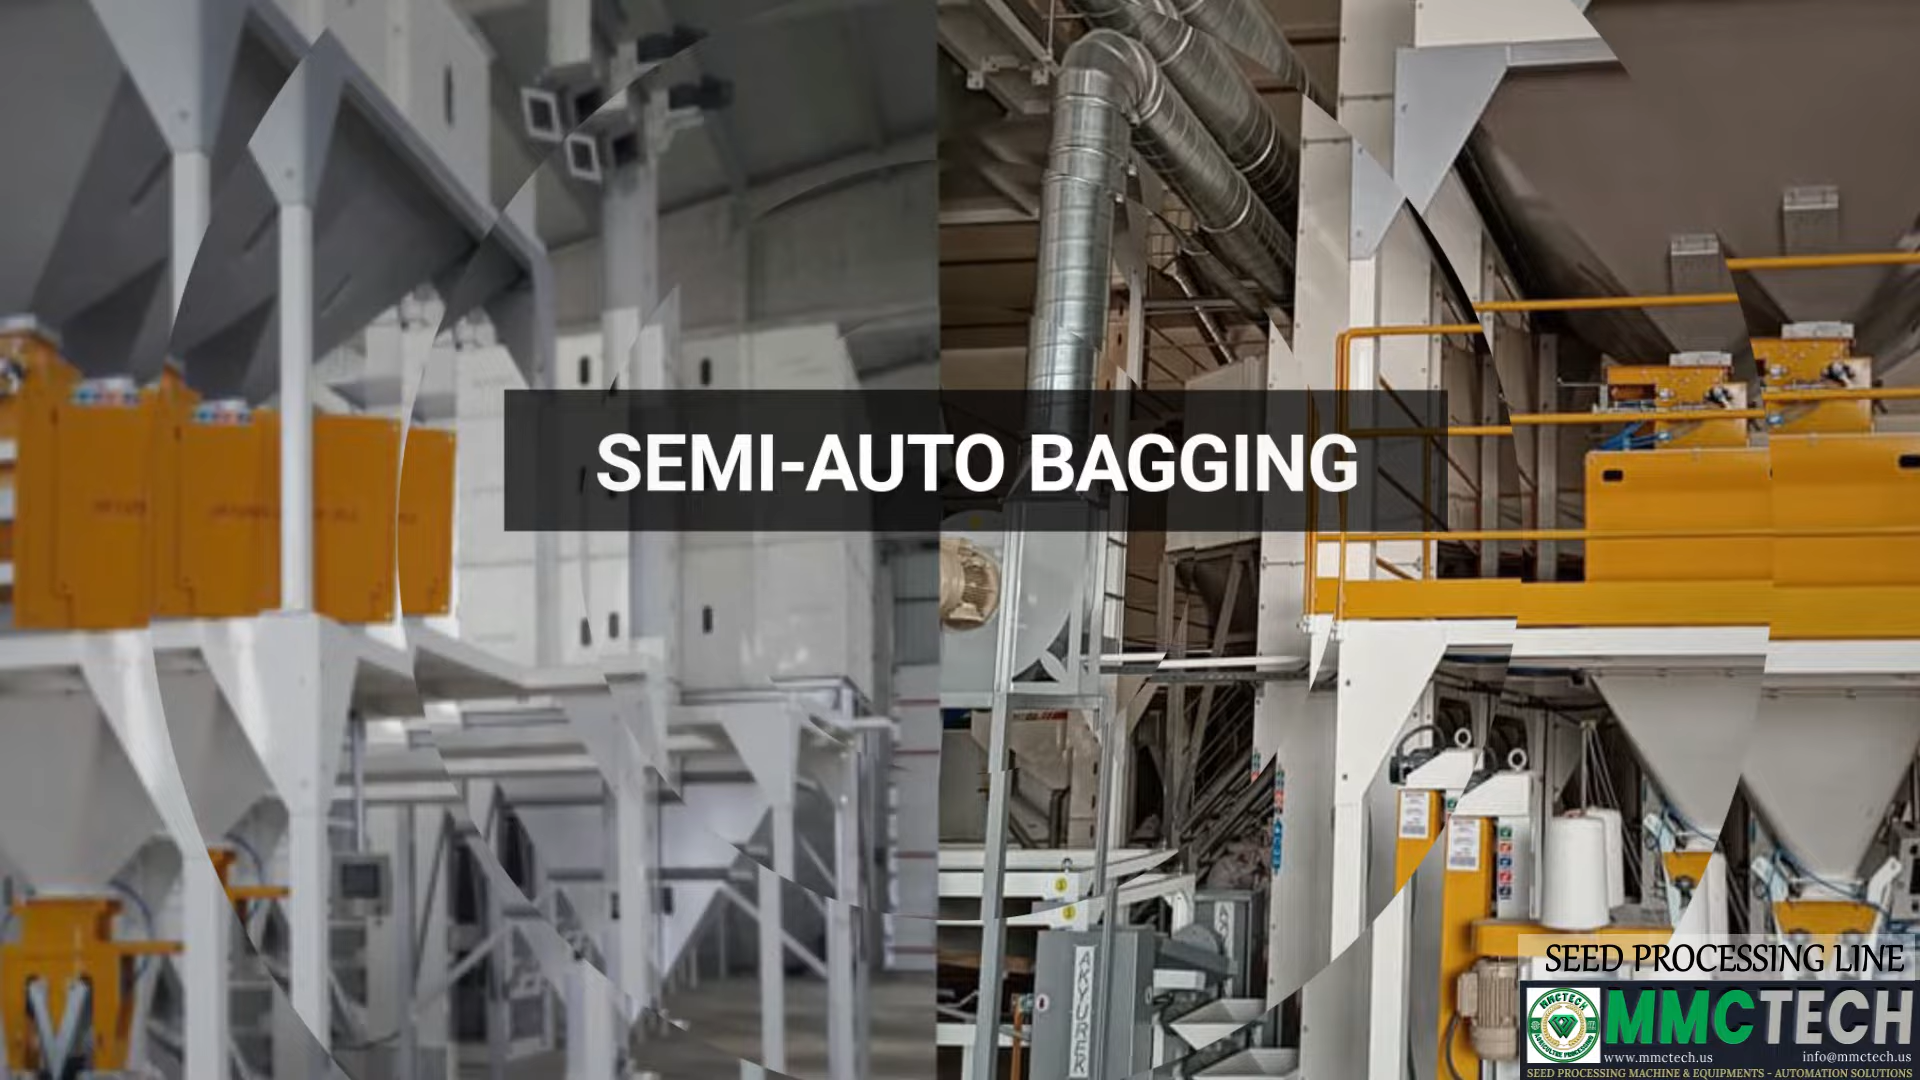 SEMI-AUTO BAGGING
AKYUREK
SEED PROCESSING LINE
MMCTECH
MMCTECH
www.mmctech.us
info@mmctech.us
SEED PROCESSING MACHINE & EQUIPMENTS - AUTOMATION SOLUTIONS